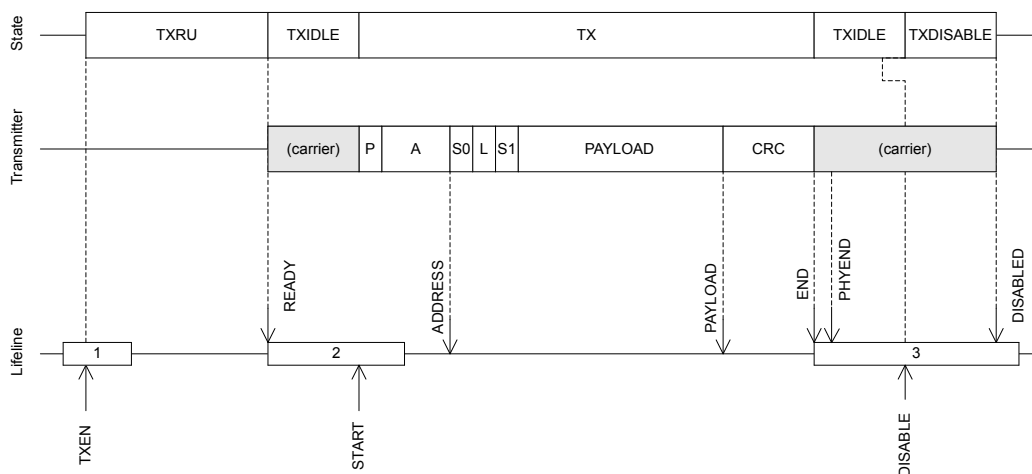 State
TXRU
TXIDLE
TX
TXIDLE
TXDISABLE
Transmitter
(carrier)
P
A
S0
L
S1
PAYLOAD
CRC
(carrier)
READY
ADDRESS
PAYLOAD
END
PHYEND
DISABLED
Lifeline
1
2
3
TXEN
START
DISABLE